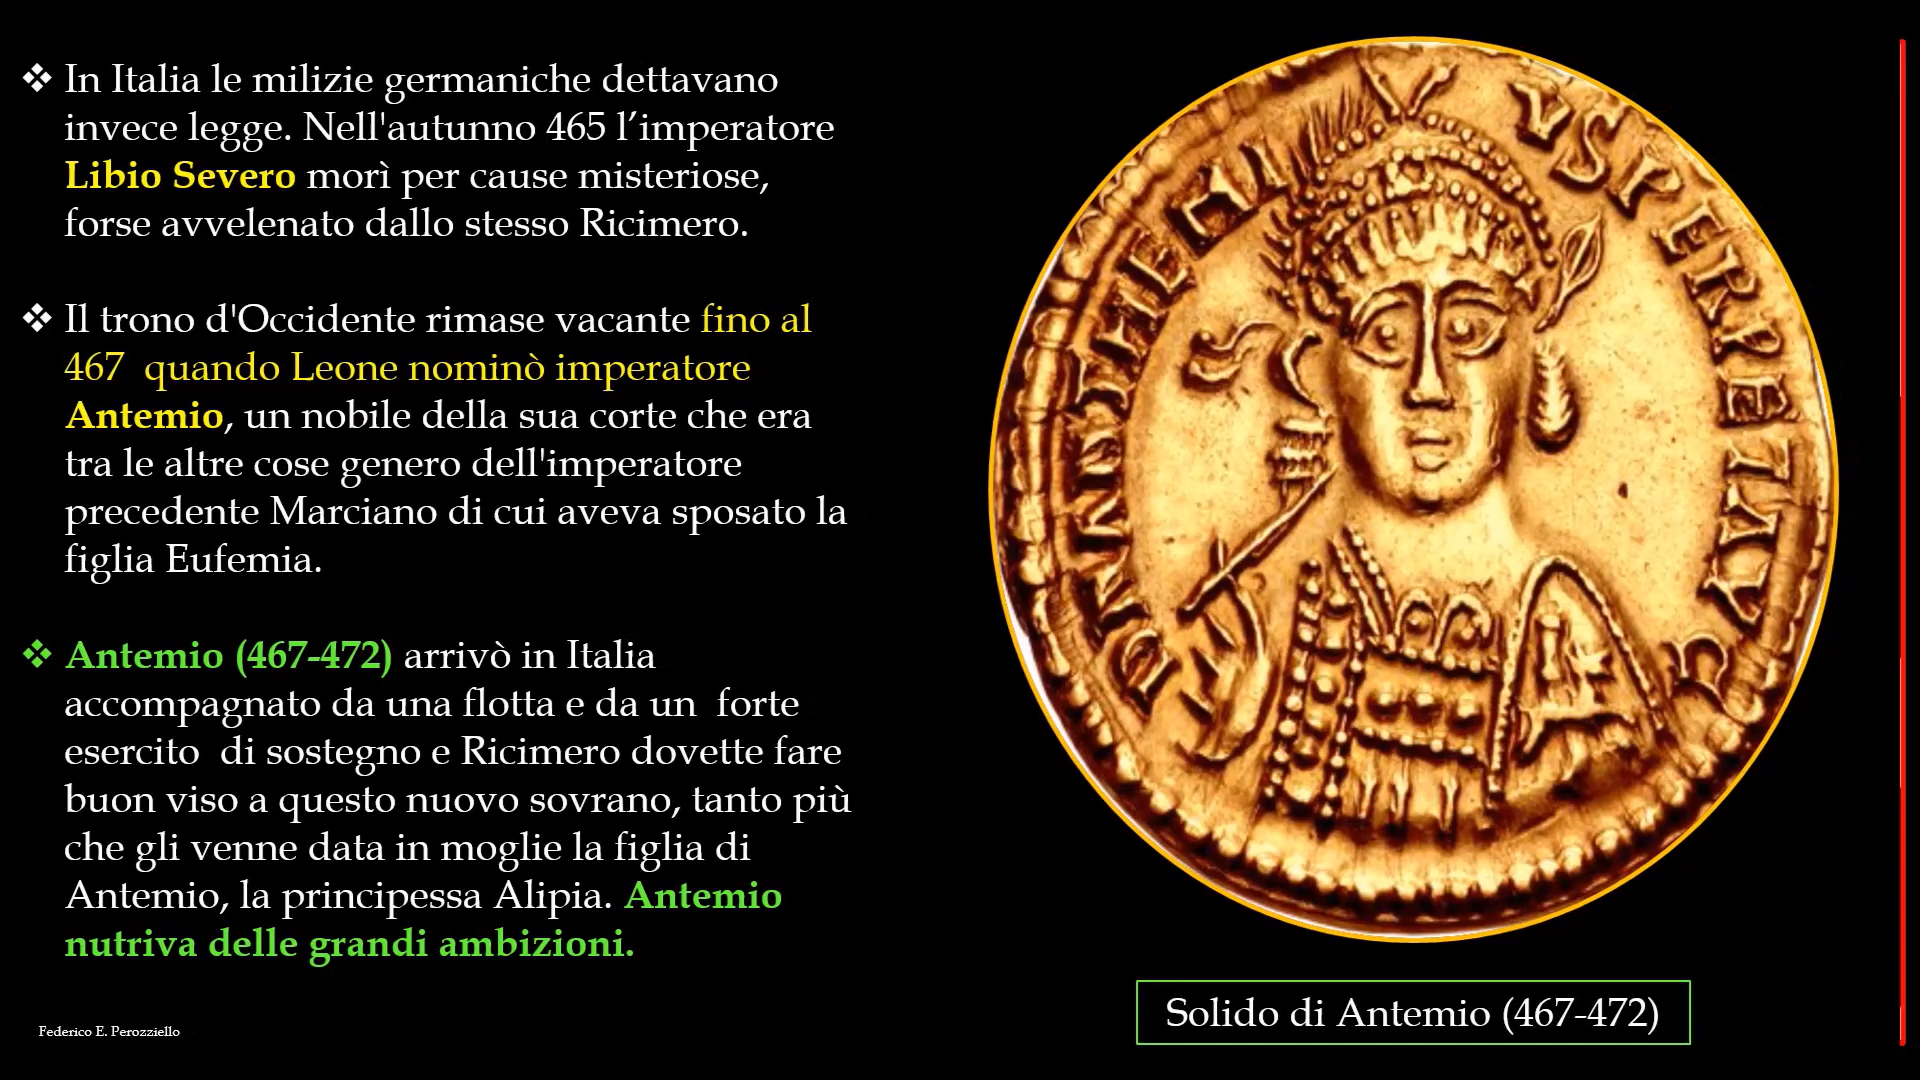 ❖ In Italia le milizie germaniche dettavano
invece legge. Nell'autunno 465 l’imperatore
Libio Severo morì per cause misteriose,
forse avvelenato dallo stesso Ricimero.
❖ Il trono d'Occidente rimase vacante fino al
467 quando Leone nominò imperatore
Antemio, un nobile della sua corte che era
tra le altre cose genero dell'imperatore
precedente Marciano di cui aveva sposato la
figlia Eufemia.
❖ Antemio (467-472) arrivò in Italia
accompagnato da una flotta e da un forte
esercito di sostegno e Ricimero dovette fare
buon viso a questo nuovo sovrano, tanto più
che gli venne data in moglie la figlia di
Antemio, la principessa Alipia. Antemio
nutriva delle grandi ambizioni.
Federico E. Perozziello
VSPERPETAVC
Solido di Antemio (467-472)